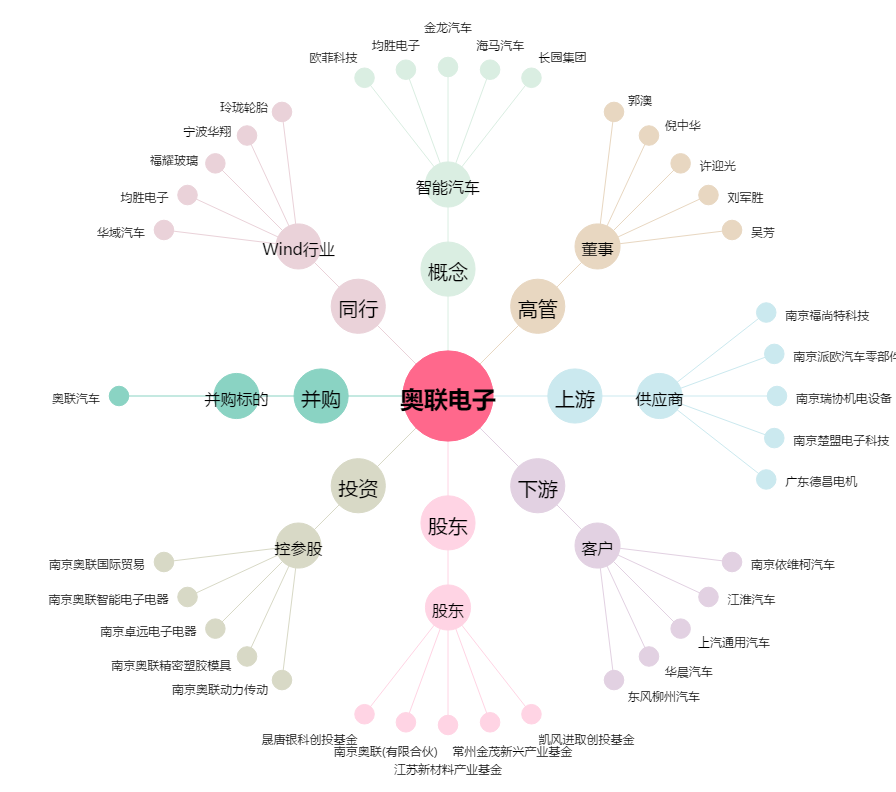 金龙汽车
均胜电子
海马汽车
欧菲科技
长园集团
智能汽车
概念
玲珑轮胎
宁波华翔
福耀玻璃
均胜电子
华域汽车
Wind行业
同行
郭澳
倪中华
许迎光
刘军胜
吴芳
董事
高管
奥联汽车
并购标的
并购
奥联电子
上游
供应商
南京福尚特科技
南京派欧汽车零部件
南京瑞协机电设备
南京楚盟电子科技
广东德昌电机
投资
控参股
南京奥联国际贸易
南京奥联智能电子电器
南京卓远电子电器
南京奥联精密塑胶模具
南京奥联动力传动
股东
股东
晟唐银科创投基金
南京奥联(有限合伙)
江苏新材料产业基金
常州金茂新兴产业基金
凯风进取创投基金
下游
客户
南京依维柯汽车
江淮汽车
上汽通用汽车
华晨汽车
东风柳州汽车